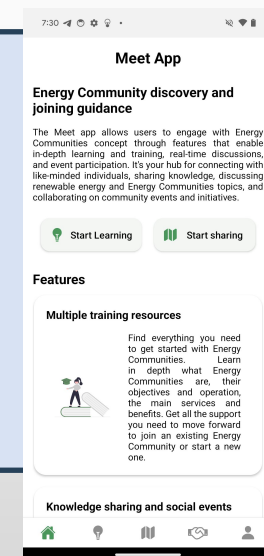 7:30
Meet App
Energy Community discovery and
joining guidance
The Meet app allows users to engage with Energy
Communities concept through features that enable
in-depth learning and training, real-time discussions,
and event participation. It's your hub for connecting with
like-minded individuals, sharing knowledge, discussing
renewable energy and Energy Communities topics, and
collaborating on community events and initiatives.
Start Learning
Start sharing
Features
Multiple training resources
Find everything you need
to get started with Energy
Communities. Learn
in depth what Energy
Communities are, their
objectives and operation,
the main services and
benefits. Get all the support
you need to move forward
to join an existing Energy
Community or start a new
one.
Knowledge sharing and social events